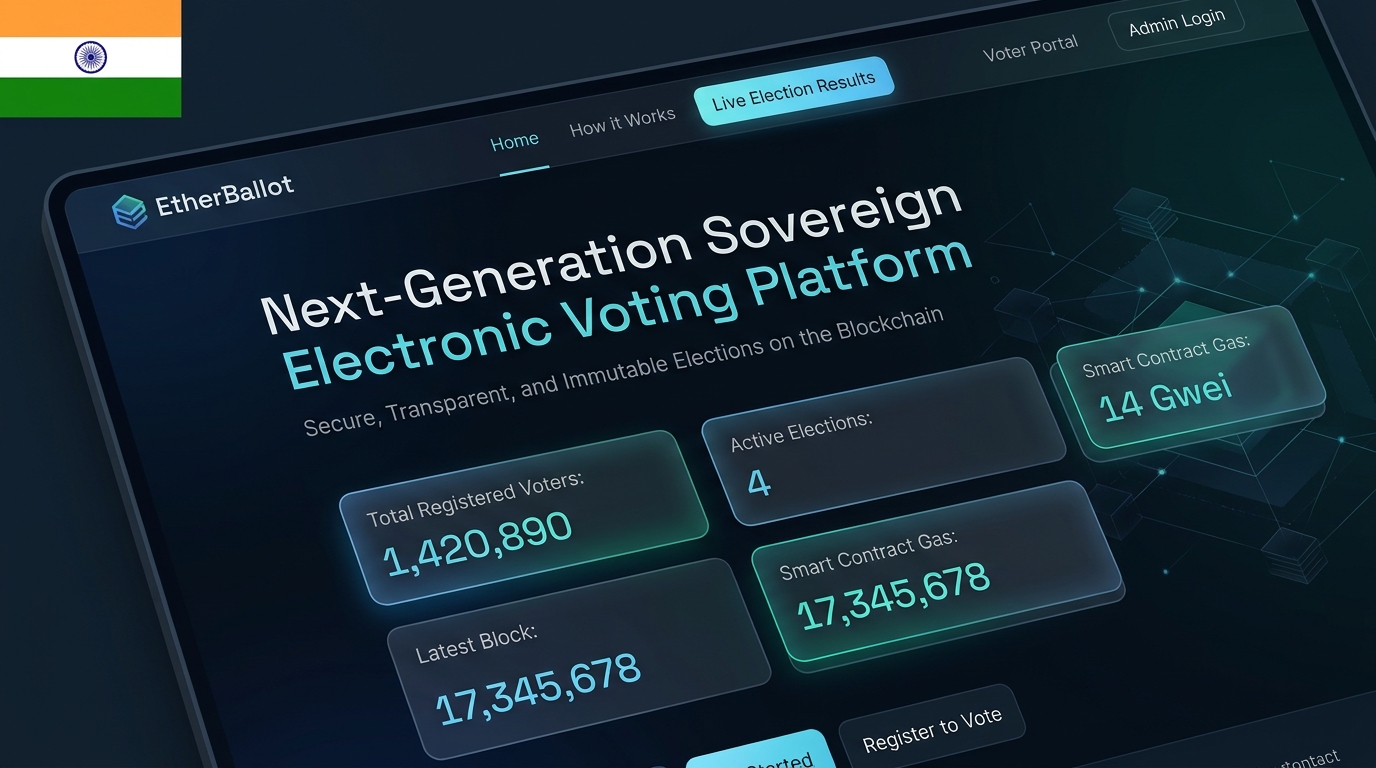 Admin Login
Voter Portal
Live Election Results
How it Works
Home
EtherBallot
Next-Generation Sovereign
Electronic Voting Platform
Secure, Transparent, and Immutable Elections on the Blockchain
Smart Contract Gas:
14 Gwei
Active Elections:
4
Total Registered Voters:
1,420,890
Smart Contract Gas:
17,345,678
Latest Block:
17,345,678
Register to Vote
Started